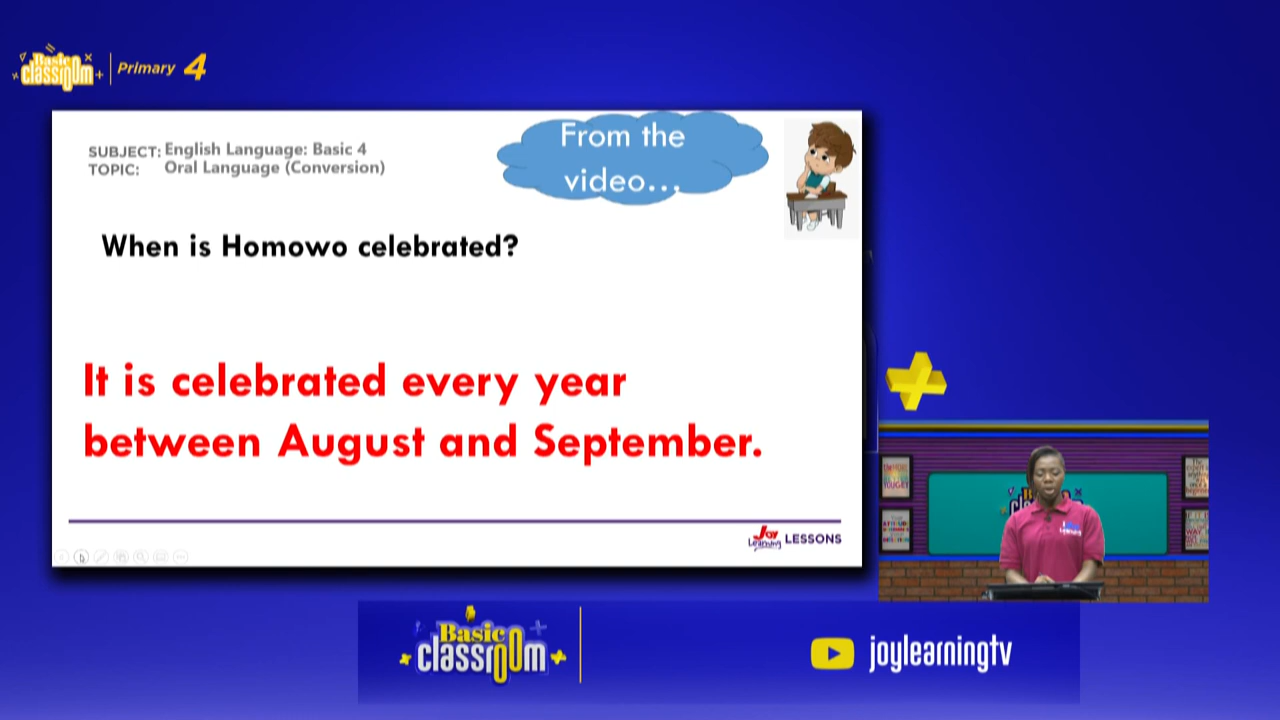 Basic
classroom
Primary 4
SUBJECT: English Language: Basic 4
TOPIC: Oral Language (Conversion)
From the
video...
When is Homowo celebrated?
It is celebrated every year
between August and September.
Joy
Learning LESSONS
Basic
classroom
joylearningtv